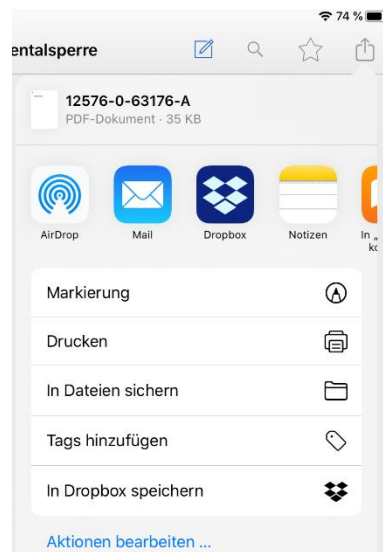 74 %
entalsperre
12576-0-63176-A
PDF-Dokument · 35 KB
AirDrop
Mail
Dropbox
Notizen
In „
Markierung
Drucken
In Dateien sichern
Tags hinzufügen
In Dropbox speichern
Aktionen bearbeiten ...